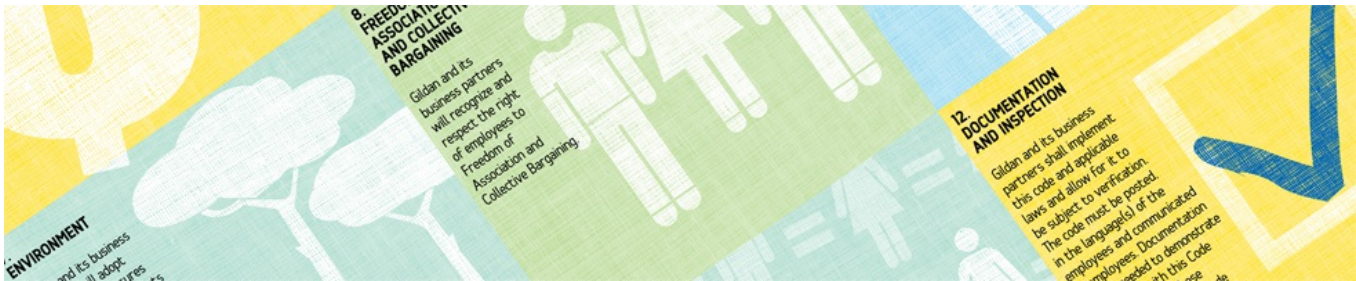 ENVIRONMENT
and its business
adopt
8.
FREEDOM
ASSOCIATION
AND COLLECTIVE
BARGAINING
Gildan and its
business partners
will recognize and
respect the right
of employees to
Freedom of
Association and
Collective Bargaining.
12.
DOCUMENTATION
AND INSPECTION
Gildan and its business
partners shall implement
this code and applicable
laws and allow for it to
be subject to verification.
The code must be posted.
in the language(s) of the
employees and communicated
employees. Documentation
needed to demonstrate
with this Code